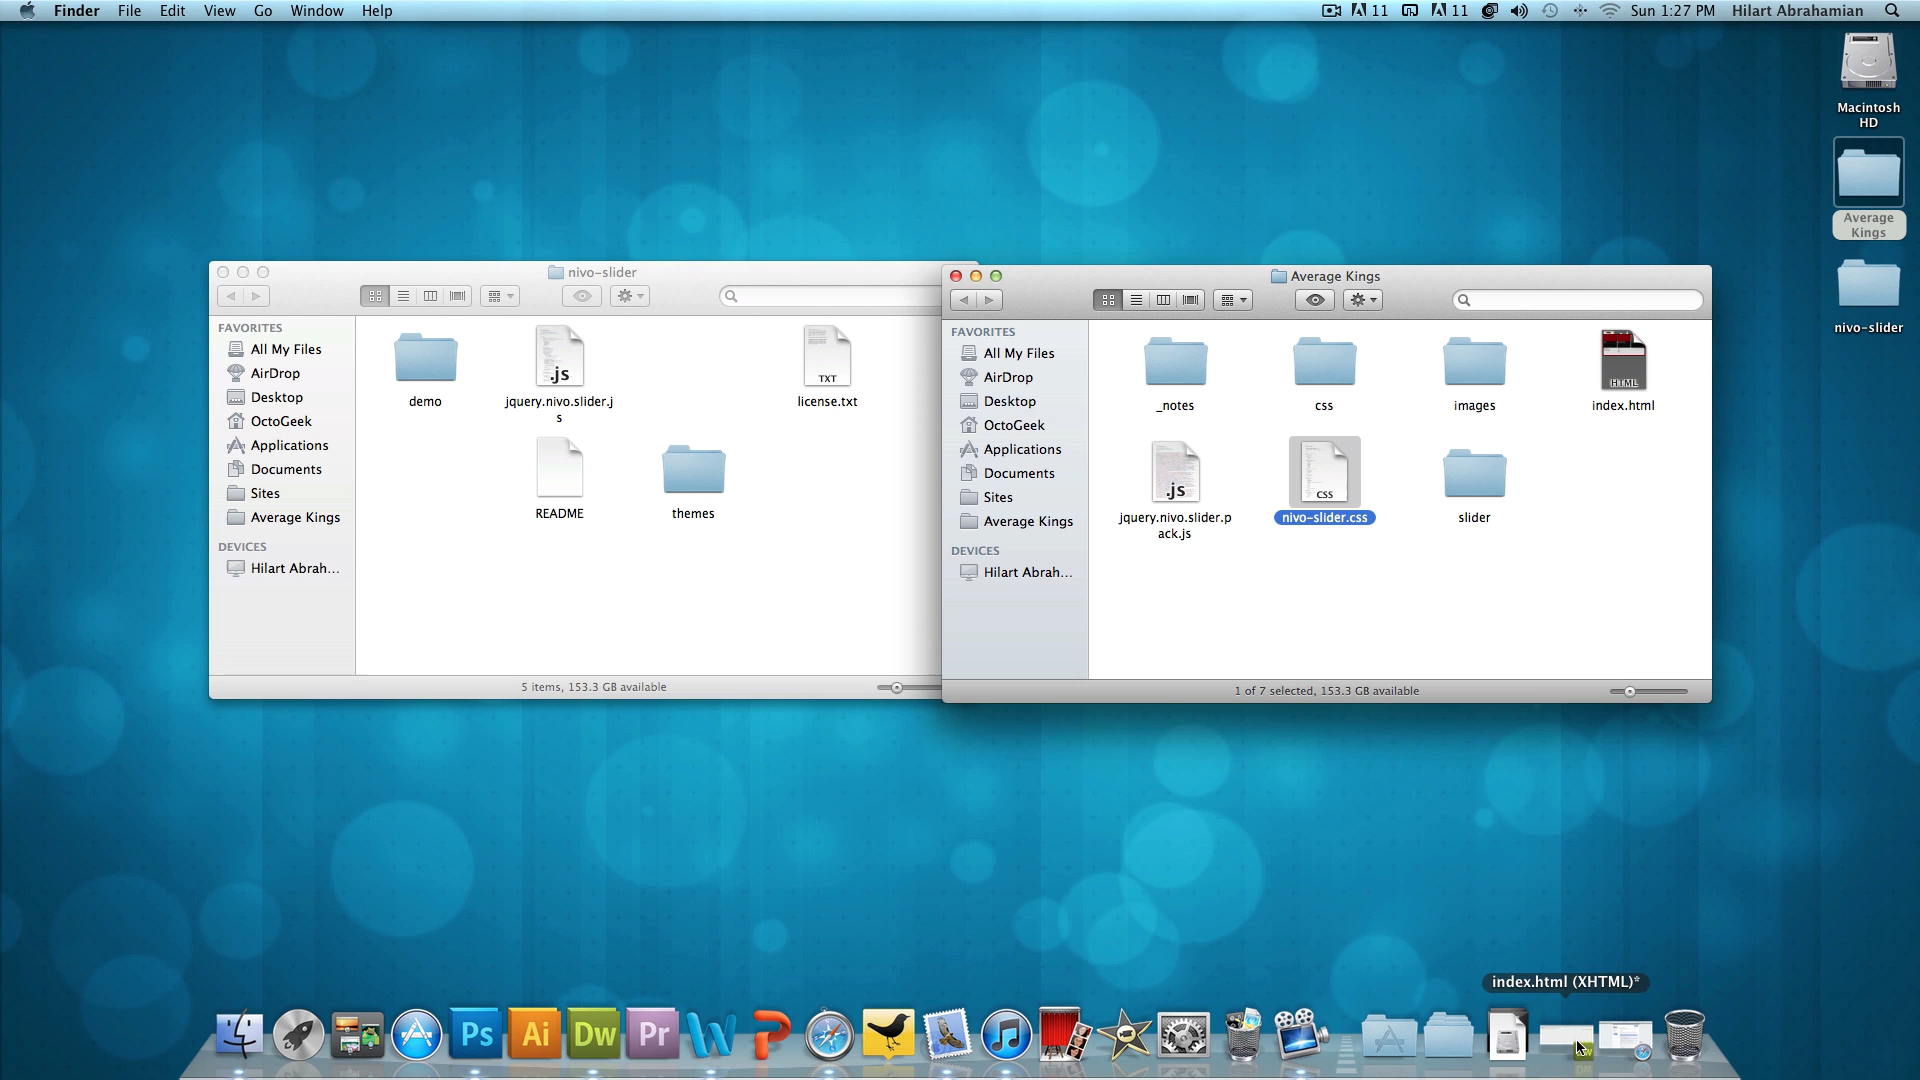 Finder File Edit View Go Window Help
11 11 Sun 1:27 PM Hilart Abrahamian
Macintosh
HD
Average
Kings
nivo-slider
nivo-slider
FAVORITES
All My Files
AirDrop
Desktop
OctoGeek
Applications
Documents
Sites
Average Kings
DEVICES
Hilart Abrah...
demo
.js
jquery.nivo.slider.j
s
TXT
license.txt
README
themes
5 items, 153.3 GB available
Average Kings
FAVORITES
All My Files
AirDrop
Desktop
OctoGeek
Applications
Documents
Sites
Average Kings
DEVICES
Hilart Abrah...
_notes
css
images
HTML
index.html
.js
jquery.nivo.slider.p
ack.js
CSS
nivo-slider.css
slider
1 of 7 selected, 153.3 GB available
index.html (XHTML)*
Ps Ai Dw Pr